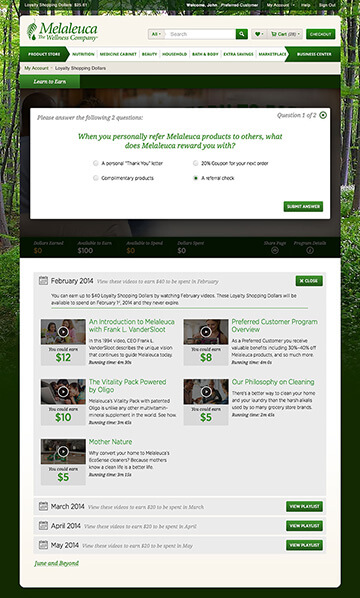 Loyalty Shopping Dollars: $25.81
Welcome, John Preferred Customer My Account Help Sign Out
Melaleuca
The Wellness Company
All Search Cart (28) CHECKOUT
PRODUCT STORE NUTRITION MEDICINE CABINET BEAUTY HOUSEHOLD BATH & BODY EXTRA SAVINGS MARKETPLACE BUSINESS CENTER
My Account Loyalty Shopping Dollars
Learn to Earn
Please answer the following 2 questions:
Question 1 of 2
When you personally refer Melaleuca products to others, what
does Melaleuca reward you with?
A personal "Thank You" letter
20% Coupon for your next order
Complimentary products
A referral check
SUBMIT ANSWER
Dollars Earned Available to Earn Available to Spend Dollars Spent Share Page Program Details
$0 $100 $0 $0
February 2014 View these videos to earn $40 to be spent in February
CLOSE
You can earn up to $40 Loyalty Shopping Dollars by watching February videos. These Loyalty Shopping Dollars will be
available to spend on February 1, 2014 and they never expire.
An Introduction to Melaleuca
with Frank L. VanderSloot
In this 1994 video, CEO Frank L.
VanderSloot describes the unique vision
that continues to guide Melaleuca today.
Running time: 4m 30s
You could earn
$12
Preferred Customer Program
Overview
As a Preferred Customer you receive
valuable benefits including 30%-40% off
Melaleuca products, and so much more.
Running time: 4m 6s
You could earn
$8
The Vitality Pack Powered
by Oligo
Melaleuca's Vitality Pack with patented
Oligo is unlike any other multivitamin-
mineral supplement in the world. See how.
Running time: 3m 45s
You could earn
$10
Our Philosophy on Cleaning
There's a better way to clean your home
and your laundry than the harsh alkalis
used by so many grocery store brands.
Running time: 2m 41s
You could earn
$5
Mother Nature
Why convert your home to Melaleuca's
EcoSense cleaners? Because mothers
know a clean life is a better life.
Running time: 3m 11s
You could earn
$5
March 2014 View these videos to earn $20 to be spent in March
VIEW PLAYLIST
April 2014 View these videos to earn $20 to be spent in April
VIEW PLAYLIST
May 2014 View these videos to earn $20 to be spent in May
VIEW PLAYLIST
June and Beyond